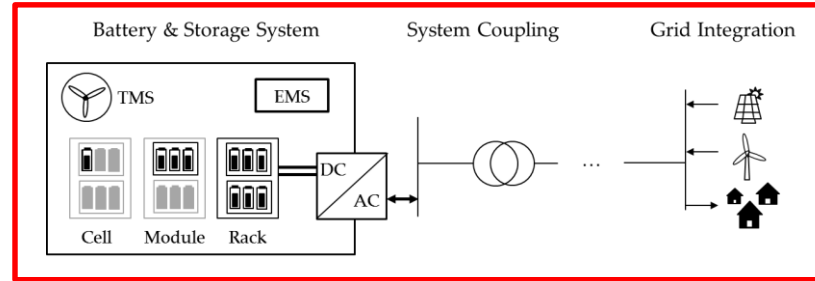 Battery & Storage System
System Coupling
Grid Integration
TMS
EMS
DC
AC
...
Cell
Module
Rack